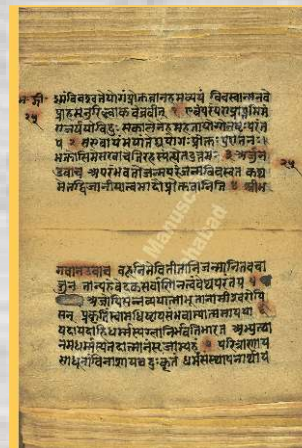 भ॰ गी॰
२५
इमं विवस्वते योगं प्रोक्तवानहमव्ययं विवस्वान्मनवे
प्राह मनुरिक्ष्वाकवेब्रवीत् १ एवं परंपराप्राप्तमिमं
राजर्षयो विदुः सकालेनेह महता योगो नष्टः परंत
प २ स एवायं मयातेद्य योगः प्रोक्तः पुरातनः
भक्तोसि मे सखाचेति रहस्यं ह्येतदुत्तमं ३ अर्जुन
उवाच अपरं भवतो जन्म परं जन्म विवस्वतः कथ
मेतद्विजानीयां त्वमादौ प्रोक्तवानिति ४ श्रीभ
२५
गवानुवाच बहूनि मे व्यतीतानि जन्मानि तव चा
र्जुन तान्यहं वेद सर्वाणि नत्वं वेत्थ परंतप ५
अजोपि सन्नव्ययात्मा भूतानामीश्वरोपि
सन् प्रकृतिं स्वामधिष्ठाय संभवाम्यात्ममायया ६
यदायदाहि धर्मस्य ग्लानिर्भवति भारत अभ्युत्था
नमधर्मस्य तदात्मानं सृजाम्यहं ७ परित्राणाय
साधूनां विनाशाय च दुष्कृतां धर्मसंस्थापनार्थाय